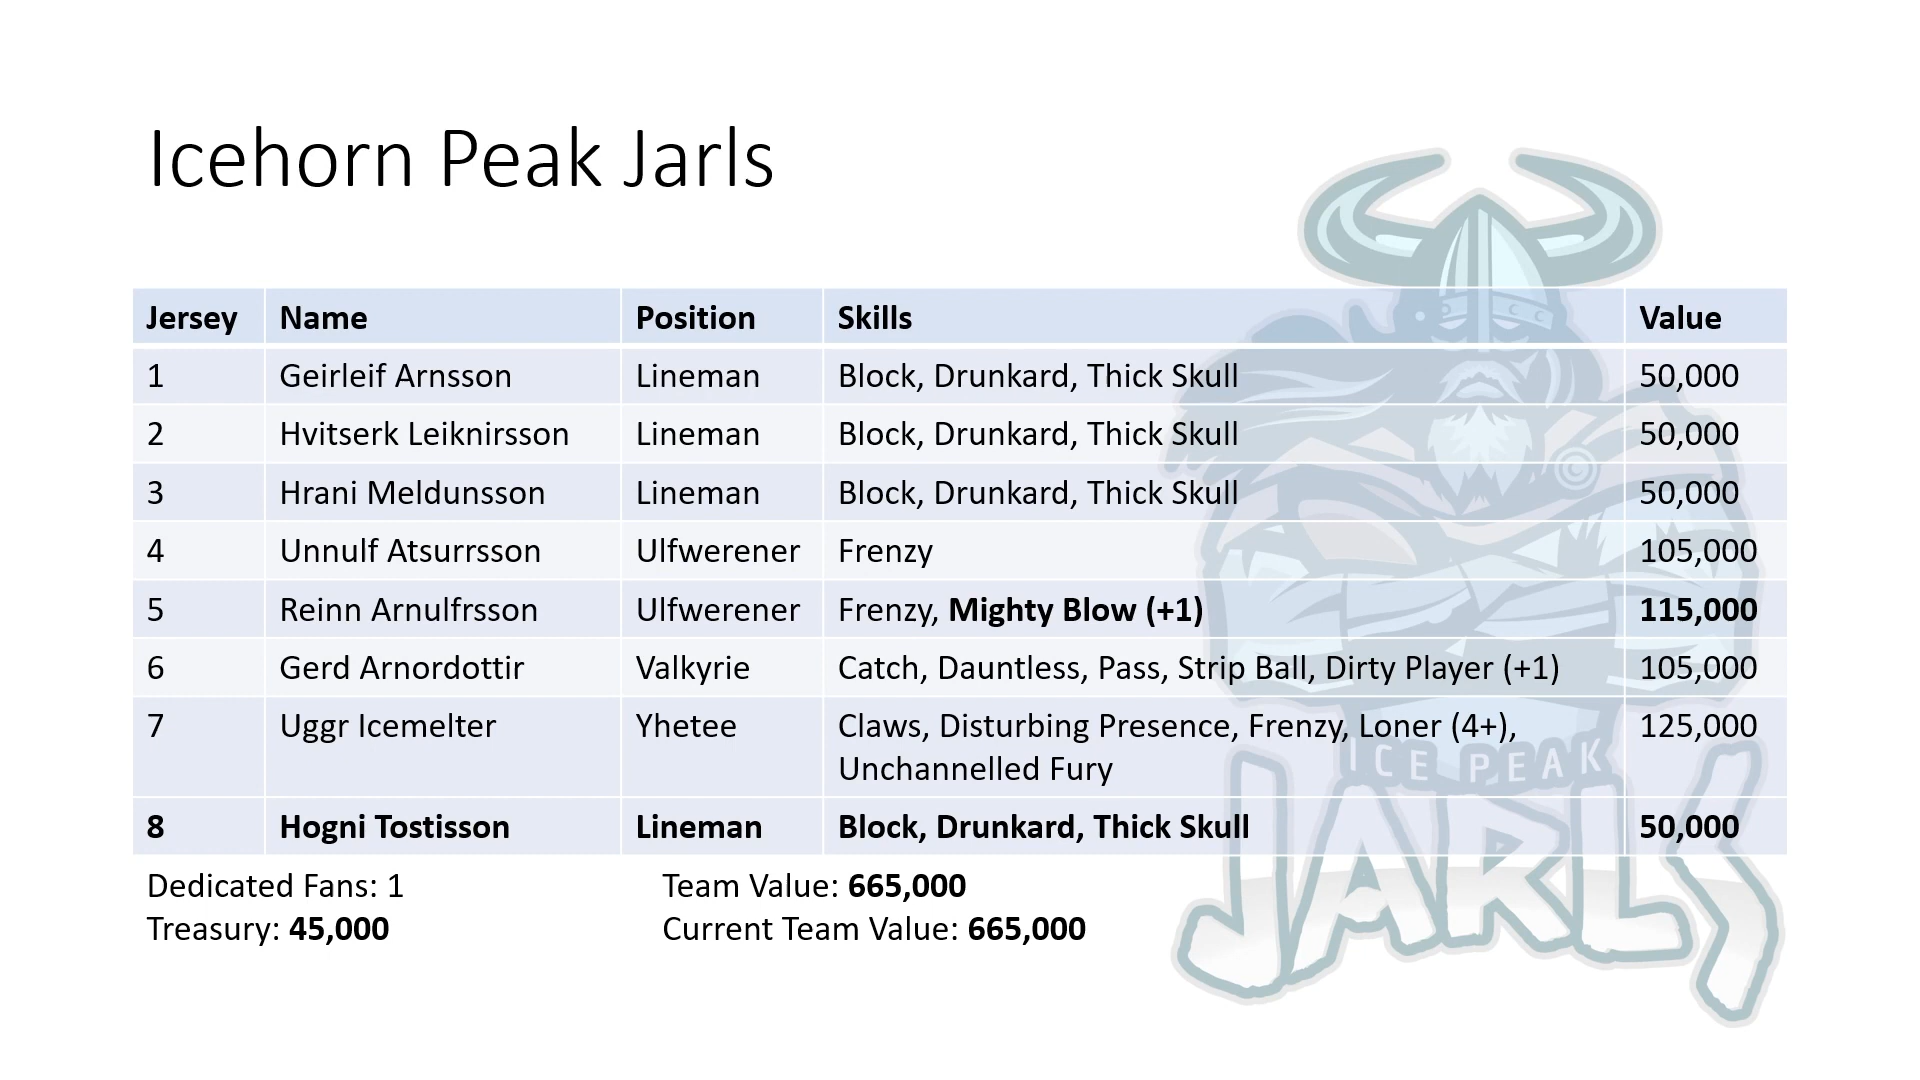 Icehorn Peak Jarls
Jersey Name Position Skills Value
1 Geirleif Arnsson Lineman Block, Drunkard, Thick Skull 50,000
2 Hvitserk Leiknirsson Lineman Block, Drunkard, Thick Skull 50,000
3 Hrani Meldunsson Lineman Block, Drunkard, Thick Skull 50,000
4 Unnulf Atsurrsson Ulfwerener Frenzy 105,000
5 Reinn Arnulfrsson Ulfwerener Frenzy, Mighty Blow (+1) 115,000
6 Gerd Arnordottir Valkyrie Catch, Dauntless, Pass, Strip Ball, Dirty Player (+1) 105,000
7 Uggr Icemelter Yhetee Claws, Disturbing Presence, Frenzy, Loner (4+), 125,000
Unchannelled Fury
8 Hogni Tostisson Lineman Block, Drunkard, Thick Skull 50,000
Dedicated Fans: 1 Team Value: 665,000
Treasury: 45,000 Current Team Value: 665,000
ICE PEAK
JARLS